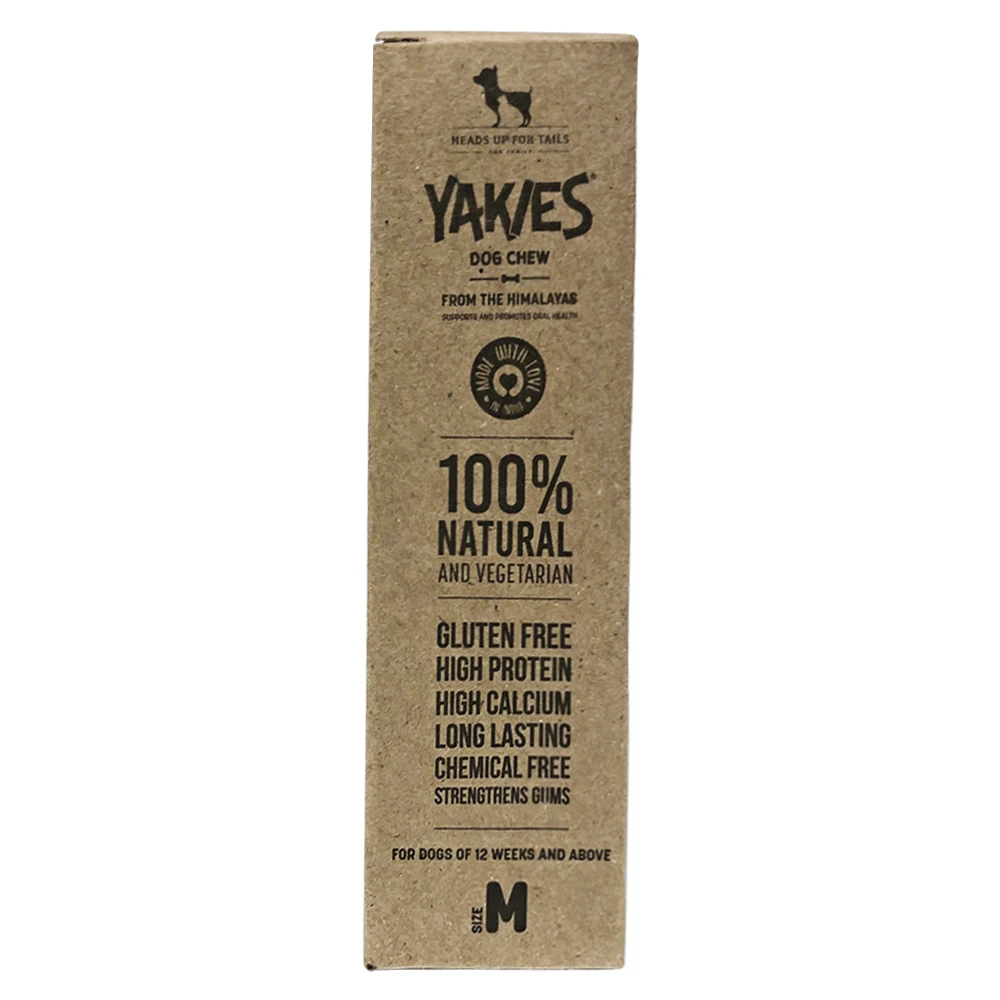 HEADS UP FOR TAILS
YAKIES®
DOG CHEW
FROM THE HIMALAYAS
SUPPORTS AND PROMOTES ORAL HEALTH
MADE WITH LOVE
IN INDIA
100%
NATURAL
AND VEGETARIAN
GLUTEN FREE
HIGH PROTEIN
HIGH CALCIUM
LONG LASTING
CHEMICAL FREE
STRENGTHENS GUMS
FOR DOGS OF 12 WEEKS AND ABOVE
SIZE M